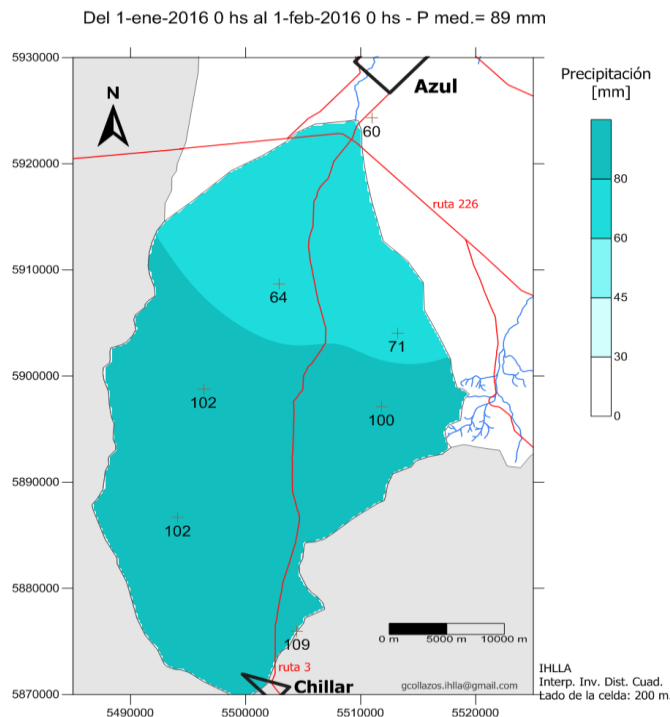 Del 1-ene-2016 0 hs al 1-feb-2016 0 hs - P med.= 89 mm
5930000
5920000
5910000
5900000
5890000
5880000
5870000
N
Azul
60
ruta 226
64
71
102
100
102
109
ruta 3
Chillar
0 m 5000 m 10000 m
gcollazos.ihlla@gmail.com
5490000 5500000 5510000 5520000
Precipitación
[mm]
80
60
45
30
0
IHLLA
Interp. Inv. Dist. Cuad.
Lado de la celda: 200 m.